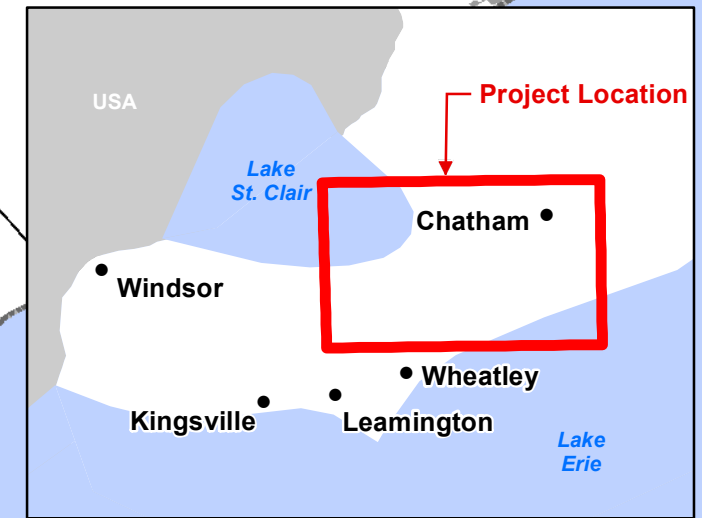 USA
Project Location
Lake
St. Clair
Chatham
Windsor
Wheatley
Kingsville
Leamington
Lake
Erie